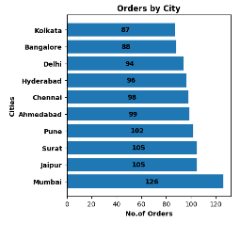 Orders by City
Kolkata 87
Bangalore 88
Delhi 94
Hyderabad 96
Chennai 98
Ahmedabad 99
Pune 102
Surat 105
Jaipur 105
Mumbai 126
Cities
0 20 40 60 80 100 120
No.of Orders